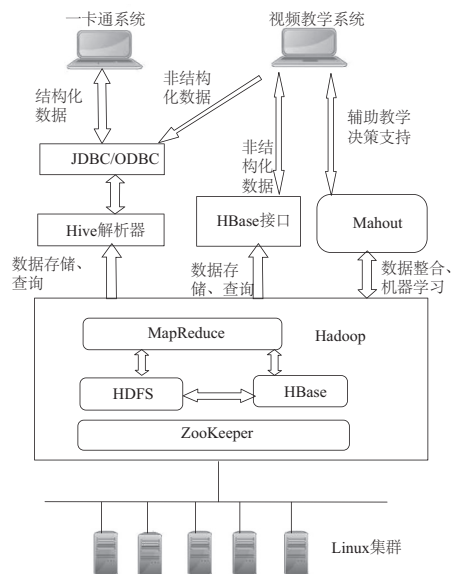 一卡通系统
视频教学系统
结构化
数据
非结构
化数据
非结
构化
数据
辅助教学
决策支持
JDBC/ODBC
Hive解析器
HBase接口
Mahout
数据存储、
查询
数据存
储、查询
数据整合、
机器学习
MapReduce
Hadoop
HDFS
HBase
ZooKeeper
Linux集群